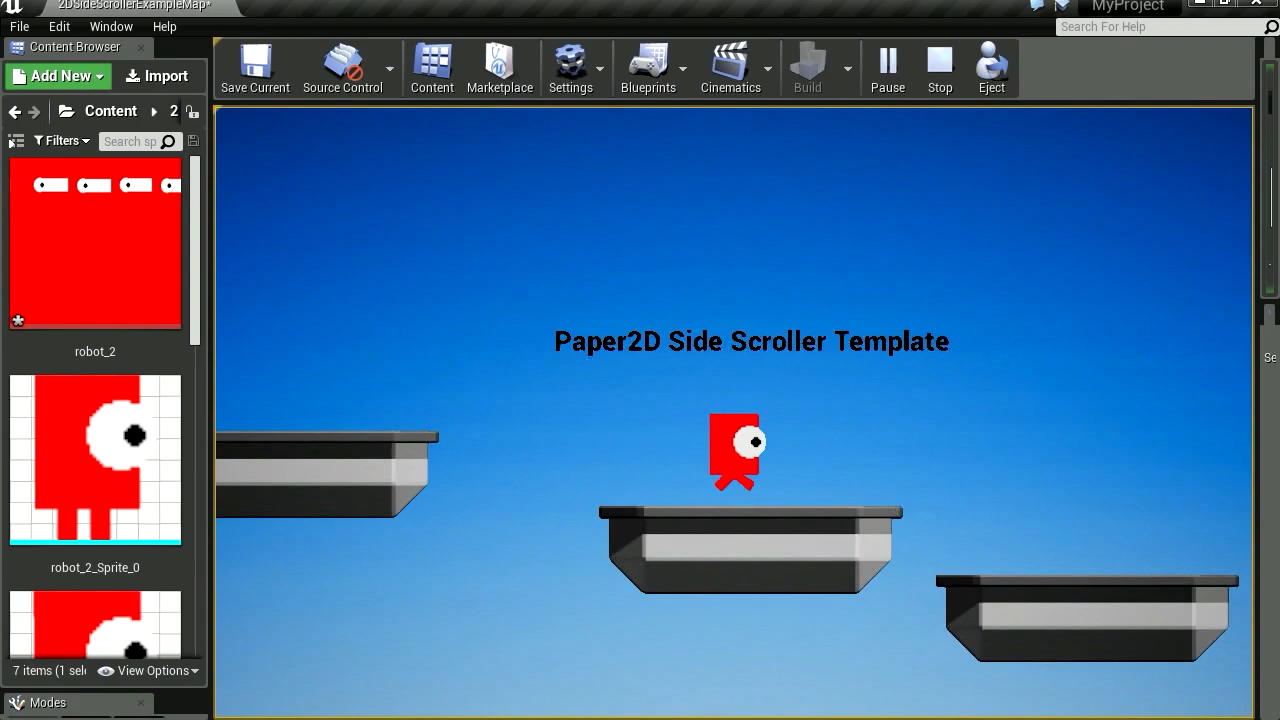 2DSideScrollerExampleMap*
MyProject
File Edit Window Help
Search For Help
Content Browser
Add New Import
Save Current Source Control Content Marketplace Settings Blueprints Cinematics Build Pause Stop Eject
Content 2
Filters Search sp
robot_2
Paper2D Side Scroller Template
Se
robot_2_Sprite_0
7 items (1 sel View Options
Modes